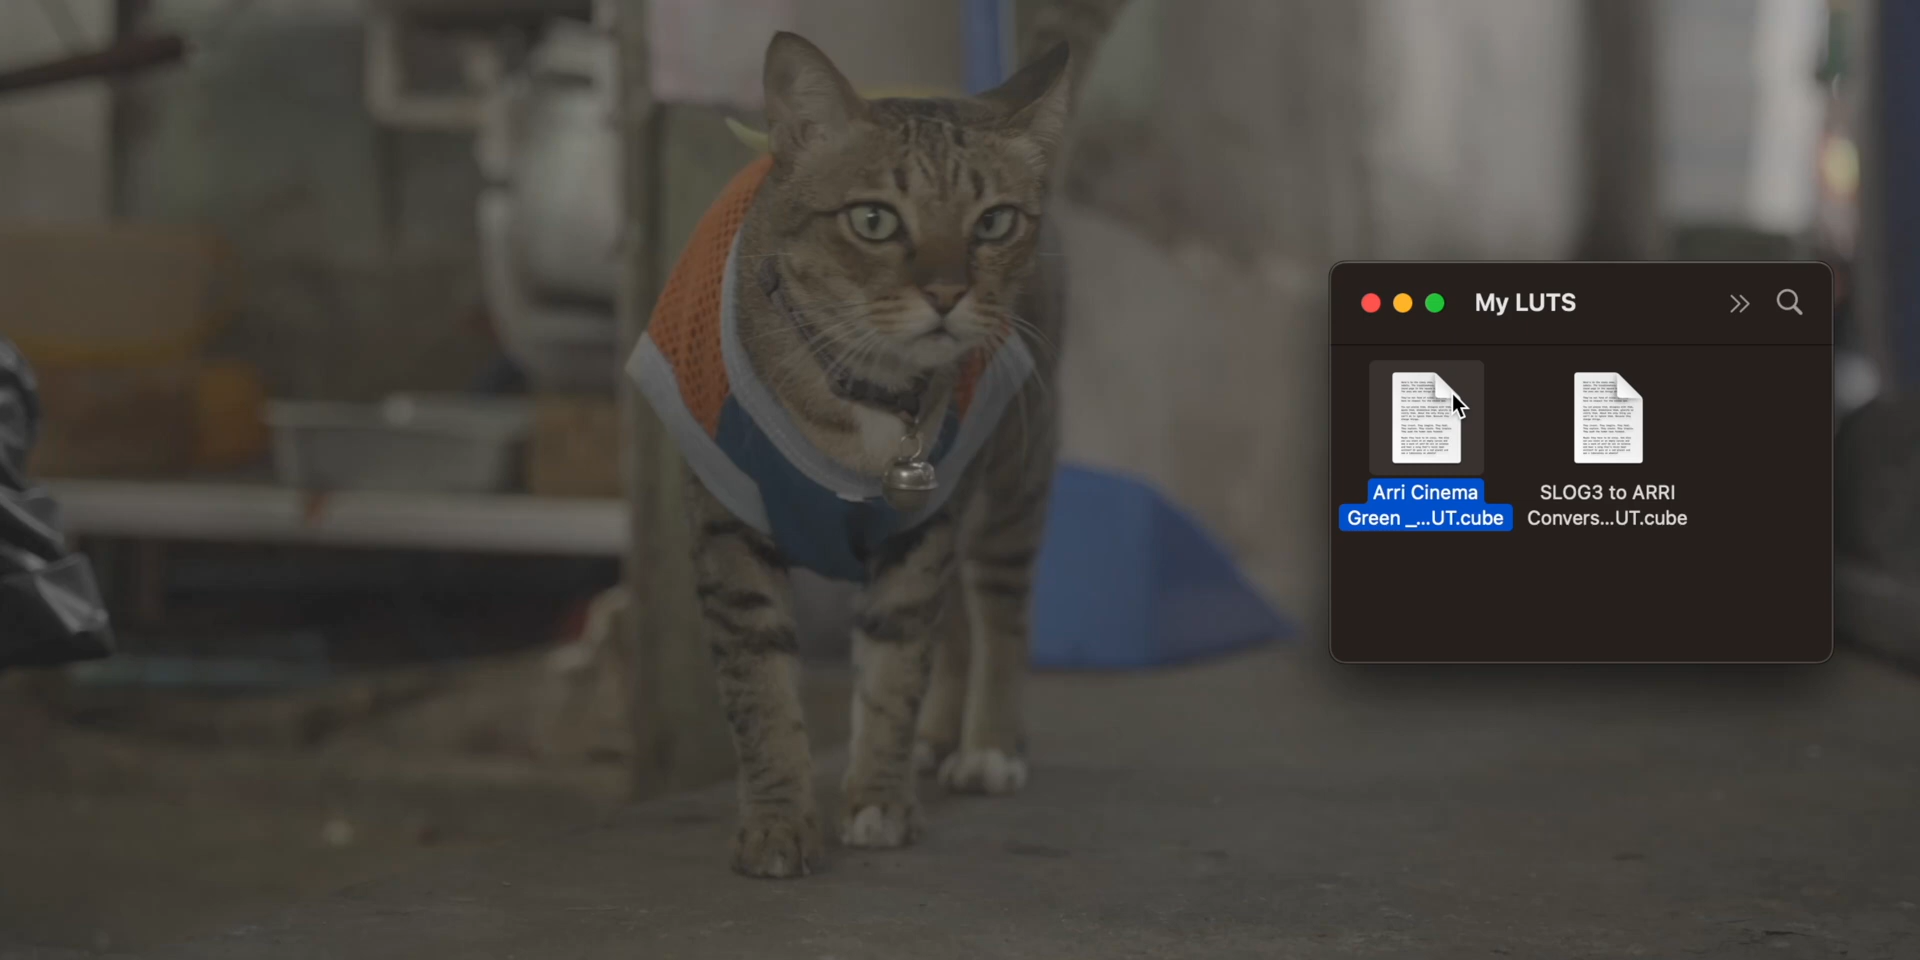 My LUTS
Arri Cinema
Green _...UT.cube
SLOG3 to ARRI
Convers...UT.cube